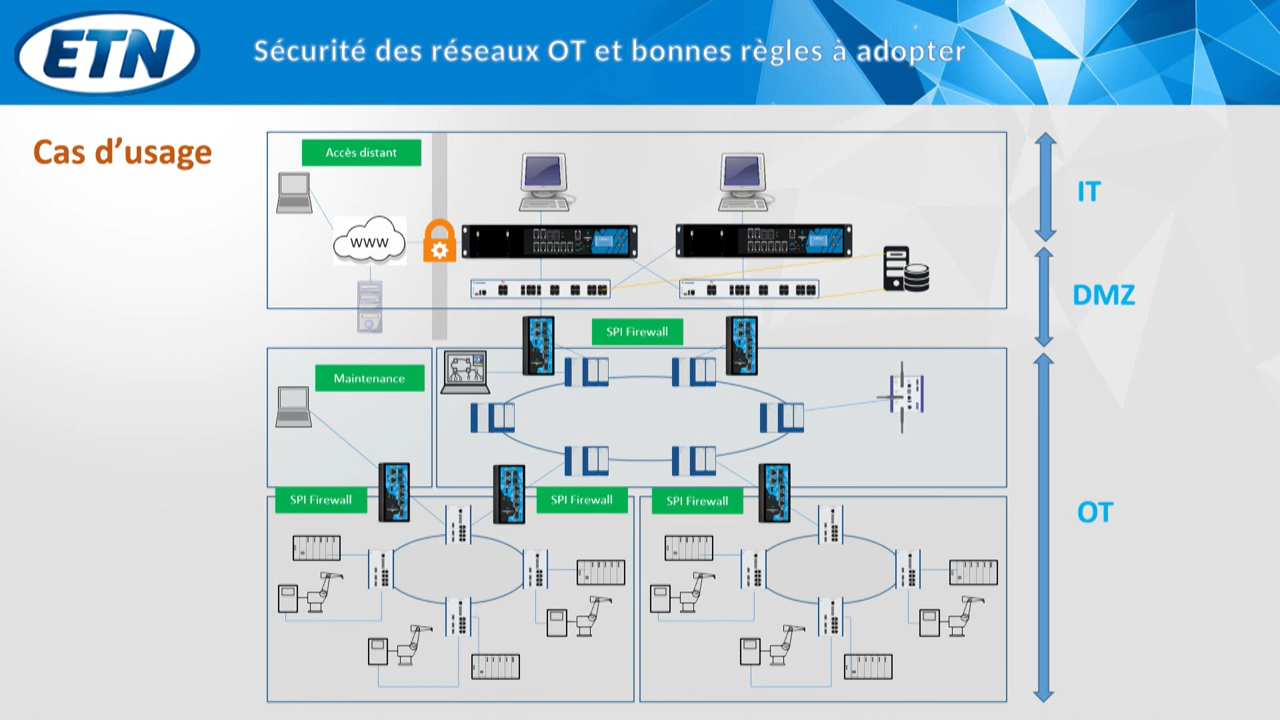 ETN
Sécurité des réseaux OT et bonnes règles à adopter
Cas d'usage
Accès distant
IT
WWW
DMZ
SPI Firewall
Maintenance
SPI Firewall
SPI Firewall
SPI Firewall
OT